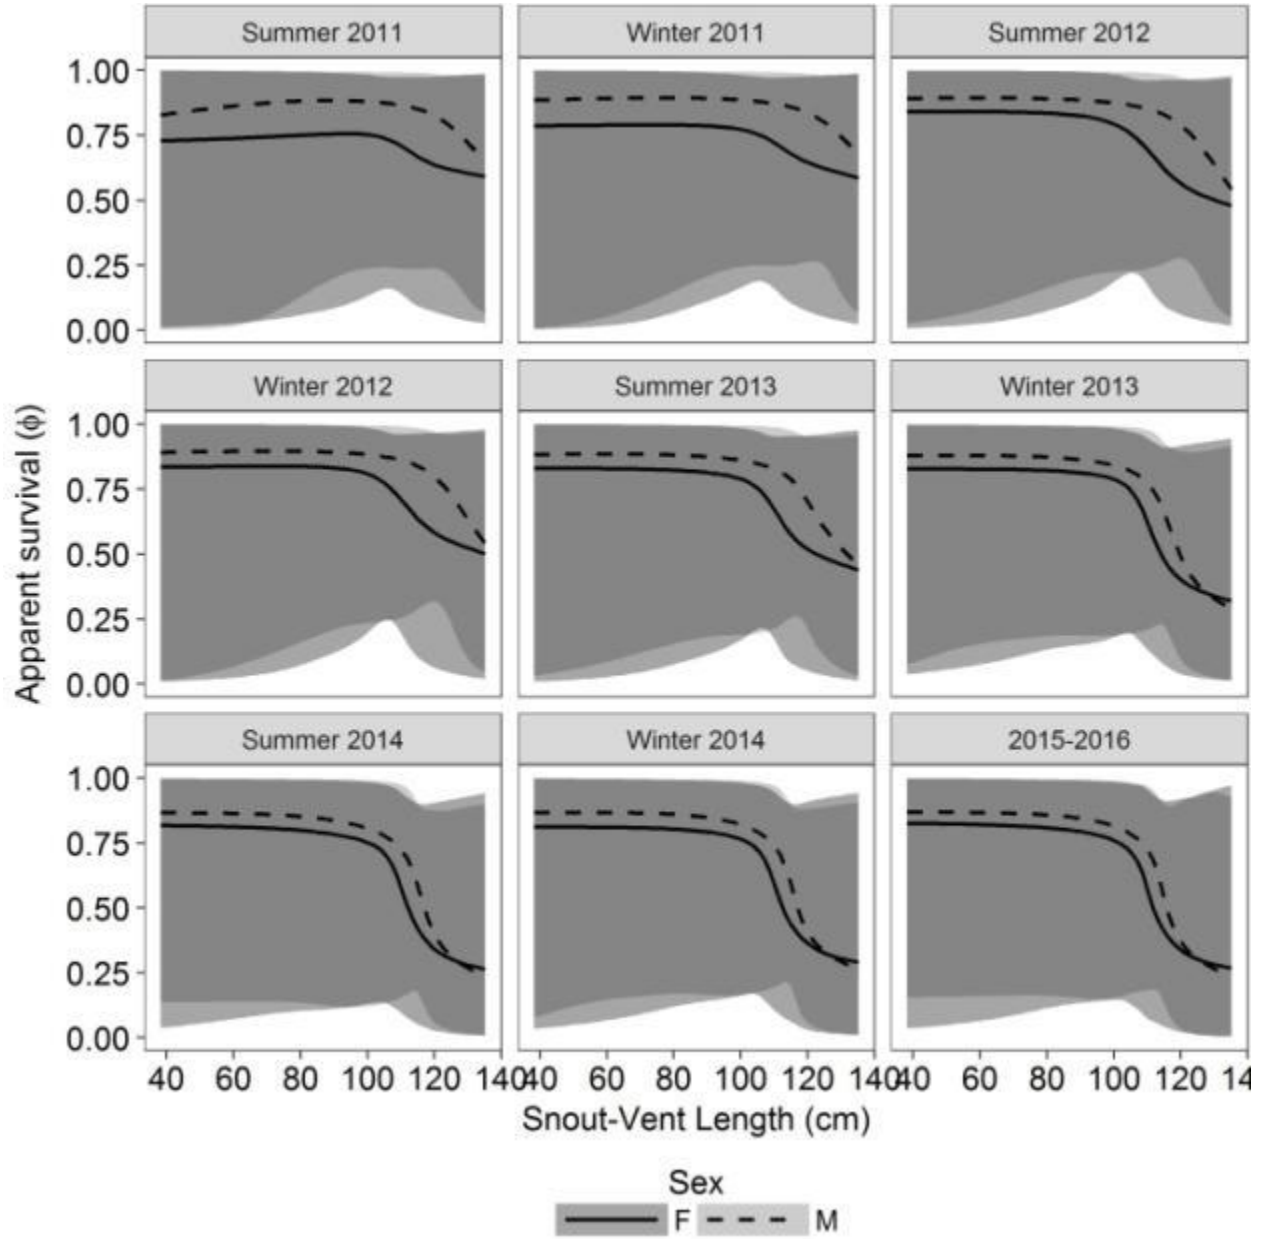 Summer 2011 Winter 2011 Summer 2012
1.00
0.75
0.50
0.25
0.00
Winter 2012 Summer 2013 Winter 2013
1.00
0.75
0.50
0.25
0.00
Apparent survival (ϕ)
Summer 2014 Winter 2014 2015-2016
1.00
0.75
0.50
0.25
0.00
40 60 80 100 120 140 40 60 80 100 120 140 40 60 80 100 120 14
Snout-Vent Length (cm)
Sex
F M